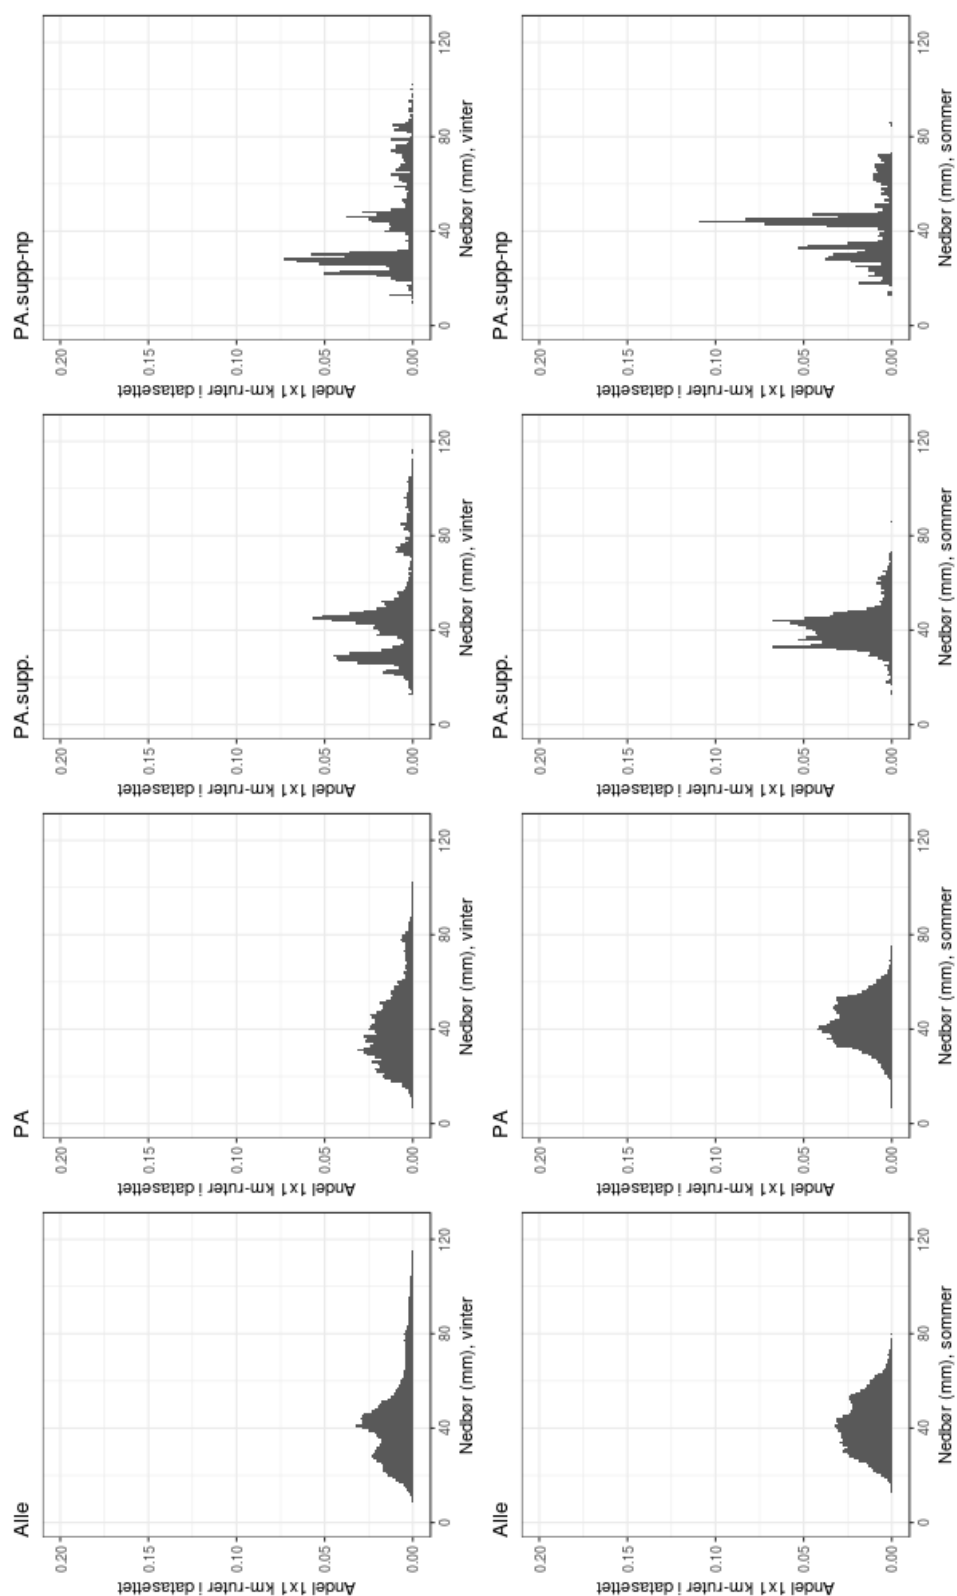 Alle
0.20
0.15
0.10
0.05
0.00
Andel 1x1 km-ruter i datasettet
0 40 80 120
Nedbør (mm), vinter
PA
0.20
0.15
0.10
0.05
0.00
Andel 1x1 km-ruter i datasettet
0 40 80 120
Nedbør (mm), vinter
PA.supp.
0.20
0.15
0.10
0.05
0.00
Andel 1x1 km-ruter i datasettet
0 40 80 120
Nedbør (mm), vinter
PA.supp-np
0.20
0.15
0.10
0.05
0.00
Andel 1x1 km-ruter i datasettet
0 40 80 120
Nedbør (mm), vinter
Alle
0.20
0.15
0.10
0.05
0.00
Andel 1x1 km-ruter i datasettet
0 40 80 120
Nedbør (mm), sommer
PA
0.20
0.15
0.10
0.05
0.00
Andel 1x1 km-ruter i datasettet
0 40 80 120
Nedbør (mm), sommer
PA.supp.
0.20
0.15
0.10
0.05
0.00
Andel 1x1 km-ruter i datasettet
0 40 80 120
Nedbør (mm), sommer
PA.supp-np
0.20
0.15
0.10
0.05
0.00
Andel 1x1 km-ruter i datasettet
0 40 80 120
Nedbør (mm), sommer